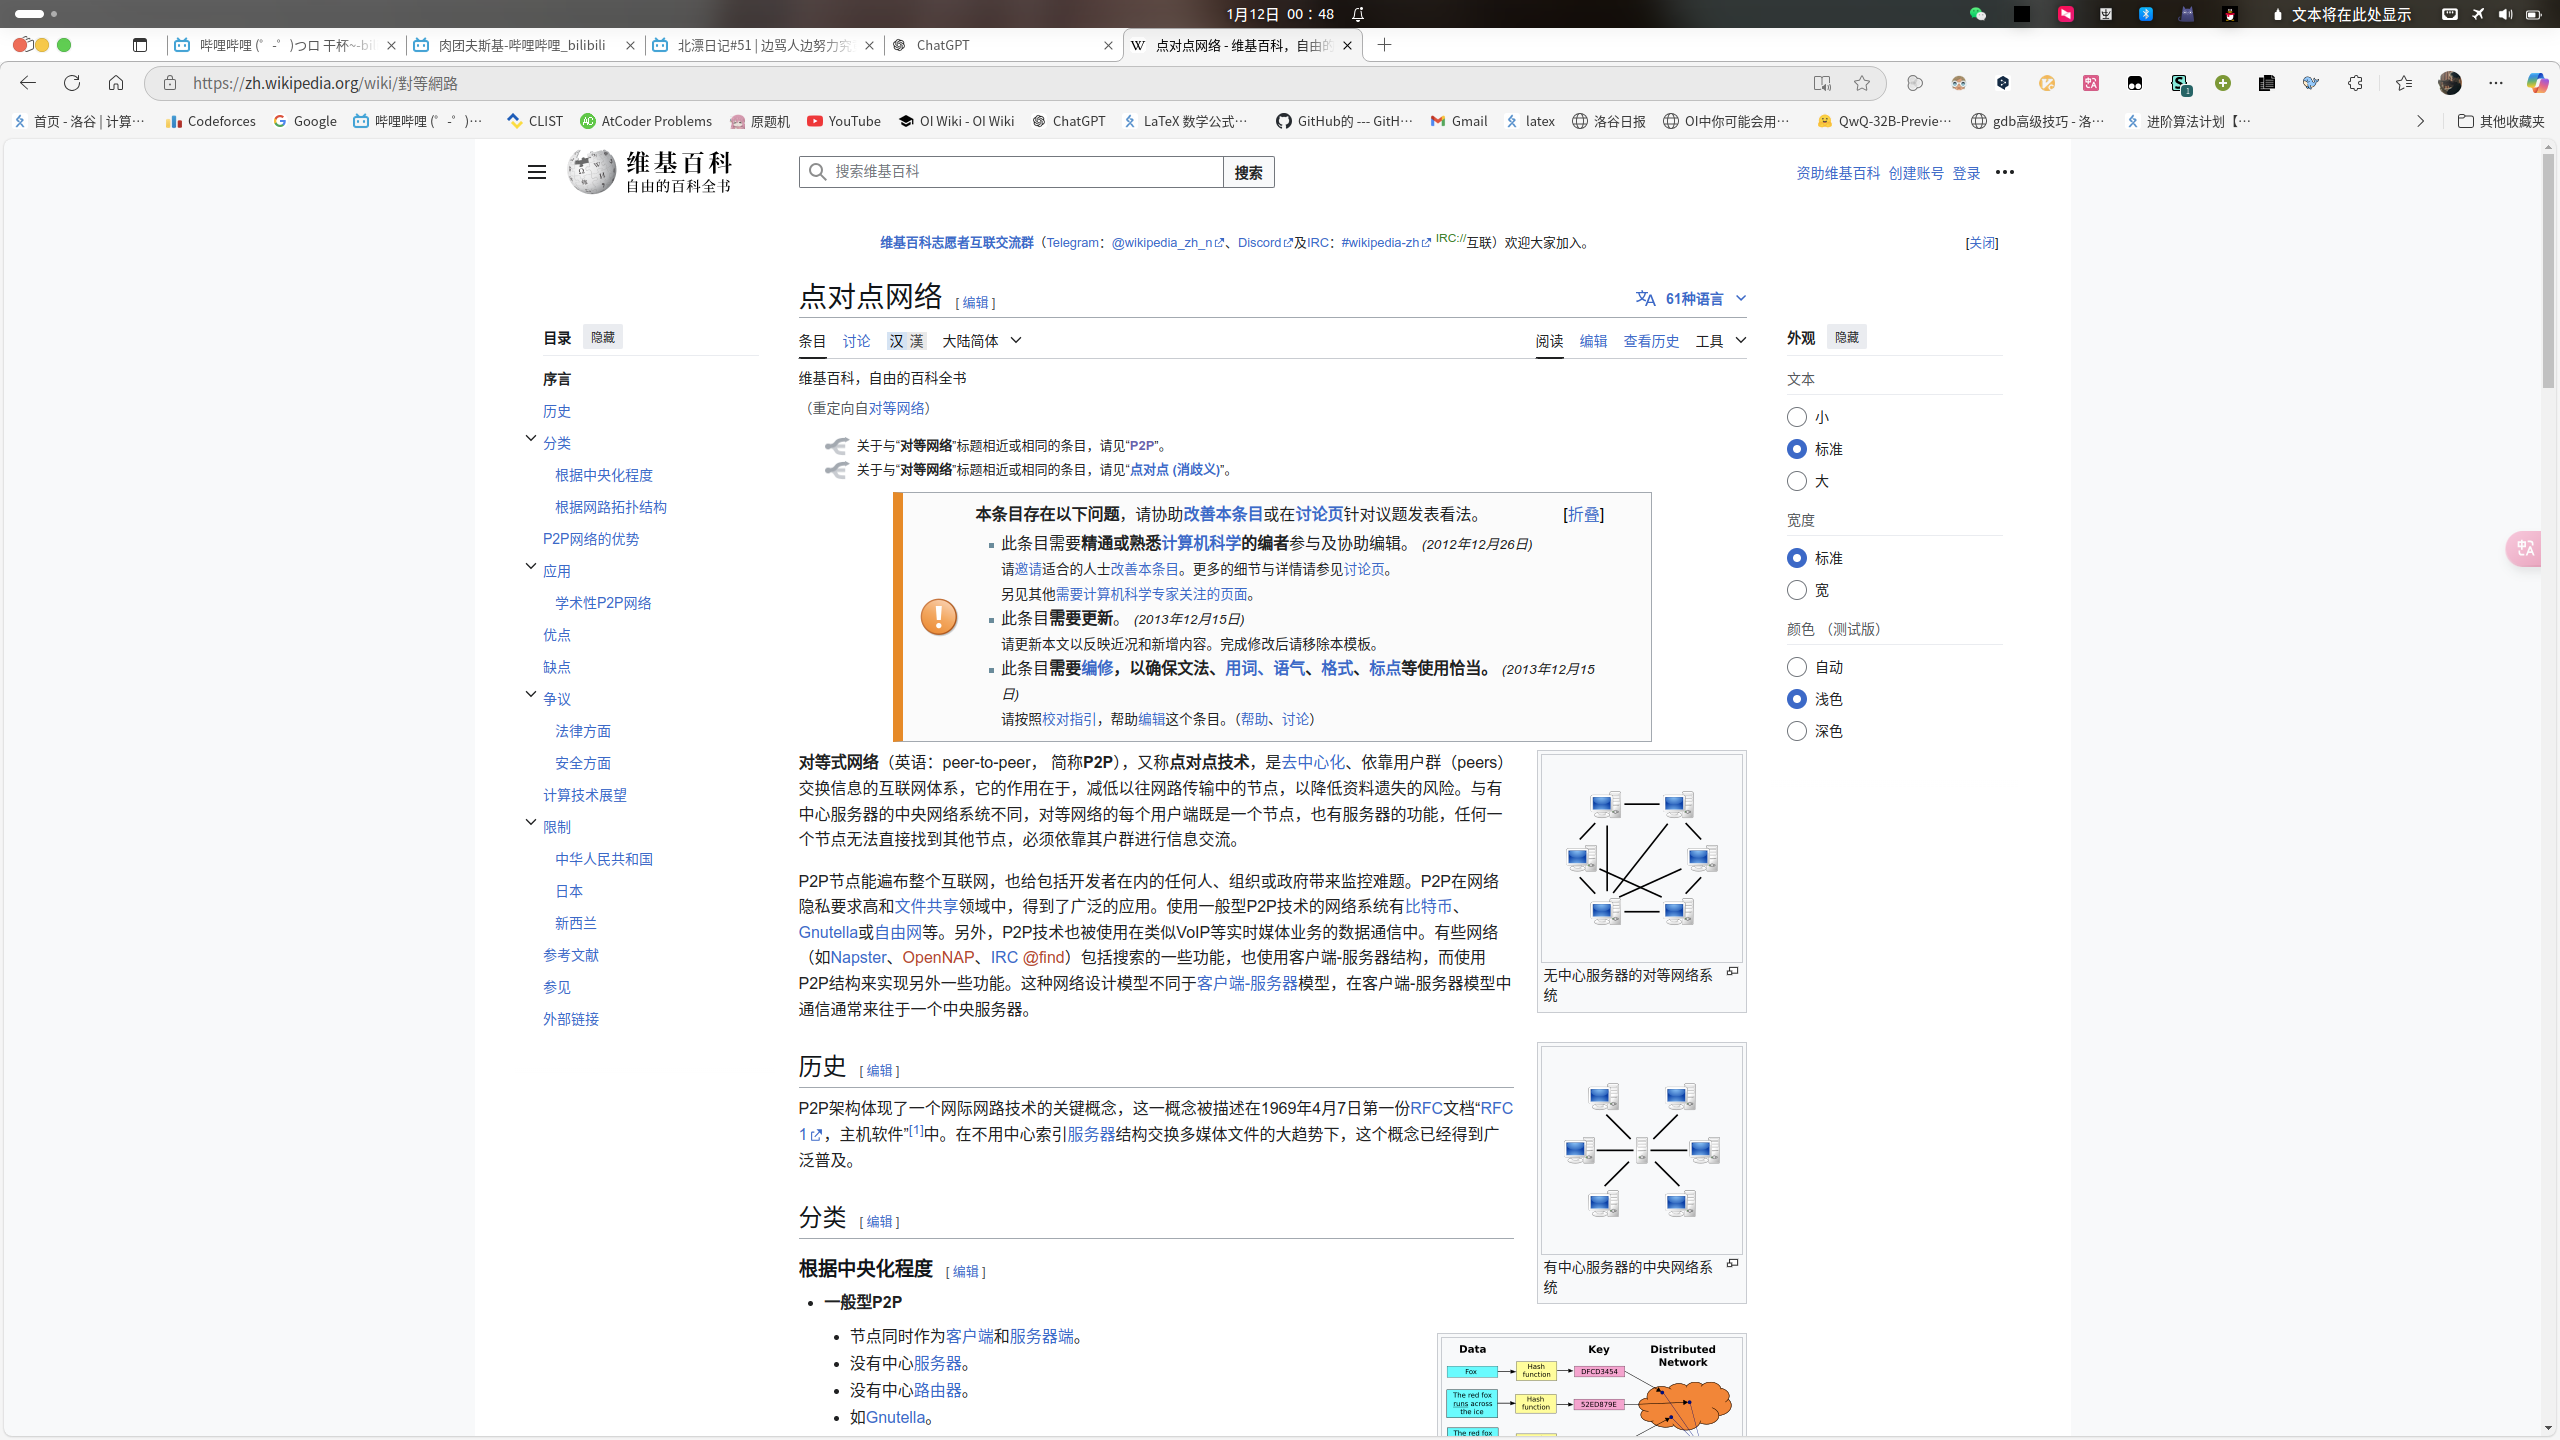 1月12日 00：48
文本将在此处显示
哔哩哔哩 (゜-゜)つロ 干杯~-bi
肉团夫斯基-哔哩哔哩_bilibili
北漂日记#51 | 边骂人边努力究
ChatGPT
点对点网络 - 维基百科，自由的
https://zh.wikipedia.org/wiki/對等網路
首页 - 洛谷 | 计算…
Codeforces
Google
哔哩哔哩 (゜-゜)…
CLIST
AtCoder Problems
原题机
YouTube
OI Wiki - OI Wiki
ChatGPT
LaTeX 数学公式…
GitHub的 --- GitH…
Gmail
latex
洛谷日报
OI中你可能会用…
QwQ-32B-Previe…
gdb高级技巧 - 洛…
进阶算法计划【…
其他收藏夹
维基百科
自由的百科全书
搜索维基百科
搜索
资助维基百科 创建账号 登录
维基百科志愿者互联交流群（Telegram：@wikipedia_zh_n、Discord及IRC：#wikipedia-zh IRC://互联）欢迎大家加入。
[关闭]
点对点网络 [ 编辑 ]
61种语言
目录 隐藏
条目 讨论 汉 漢 大陆简体
阅读 编辑 查看历史 工具
外观 隐藏
序言
历史
分类
根据中央化程度
根据网路拓扑结构
P2P网络的优势
应用
学术性P2P网络
优点
缺点
争议
法律方面
安全方面
计算技术展望
限制
中华人民共和国
日本
新西兰
参考文献
参见
外部链接
维基百科，自由的百科全书
（重定向自对等网络）
关于与“对等网络”标题相近或相同的条目，请见“P2P”。
关于与“对等网络”标题相近或相同的条目，请见“点对点 (消歧义)”。
本条目存在以下问题，请协助改善本条目或在讨论页针对议题发表看法。 [折叠]
此条目需要精通或熟悉计算机科学的编者参与及协助编辑。 (2012年12月26日)
请邀请适合的人士改善本条目。更多的细节与详情请参见讨论页。
另见其他需要计算机科学专家关注的页面。
此条目需要更新。 (2013年12月15日)
请更新本文以反映近况和新增内容。完成修改后请移除本模板。
此条目需要编修，以确保文法、用词、语气、格式、标点等使用恰当。 (2013年12月15
日)
请按照校对指引，帮助编辑这个条目。（帮助、讨论）
对等式网络（英语：peer-to-peer， 简称P2P），又称点对点技术，是去中心化、依靠用户群（peers）
交换信息的互联网体系，它的作用在于，减低以往网路传输中的节点，以降低资料遗失的风险。与有
中心服务器的中央网络系统不同，对等网络的每个用户端既是一个节点，也有服务器的功能，任何一
个节点无法直接找到其他节点，必须依靠其户群进行信息交流。
P2P节点能遍布整个互联网，也给包括开发者在内的任何人、组织或政府带来监控难题。P2P在网络
隐私要求高和文件共享领域中，得到了广泛的应用。使用一般型P2P技术的网络系统有比特币、
Gnutella或自由网等。另外，P2P技术也被使用在类似VoIP等实时媒体业务的数据通信中。有些网络
（如Napster、OpenNAP、IRC @find）包括搜索的一些功能，也使用客户端-服务器结构，而使用
P2P结构来实现另外一些功能。这种网络设计模型不同于客户端-服务器模型，在客户端-服务器模型中
通信通常来往于一个中央服务器。
无中心服务器的对等网络系
统
历史 [ 编辑 ]
P2P架构体现了一个网际网路技术的关键概念，这一概念被描述在1969年4月7日第一份RFC文档“RFC
1，主机软件”[1]中。在不用中心索引服务器结构交换多媒体文件的大趋势下，这个概念已经得到广
泛普及。
有中心服务器的中央网络系
统
分类 [ 编辑 ]
根据中央化程度 [ 编辑 ]
一般型P2P
节点同时作为客户端和服务器端。
没有中心服务器。
没有中心路由器。
如Gnutella。
Data
Key
Distributed
Network
Fox
Hash
function
DFCD3454
The red fox
runs across
the ice
Hash
function
52ED879E
The red fox
文本
小
标准
大
宽度
标准
宽
颜色 （测试版）
自动
浅色
深色